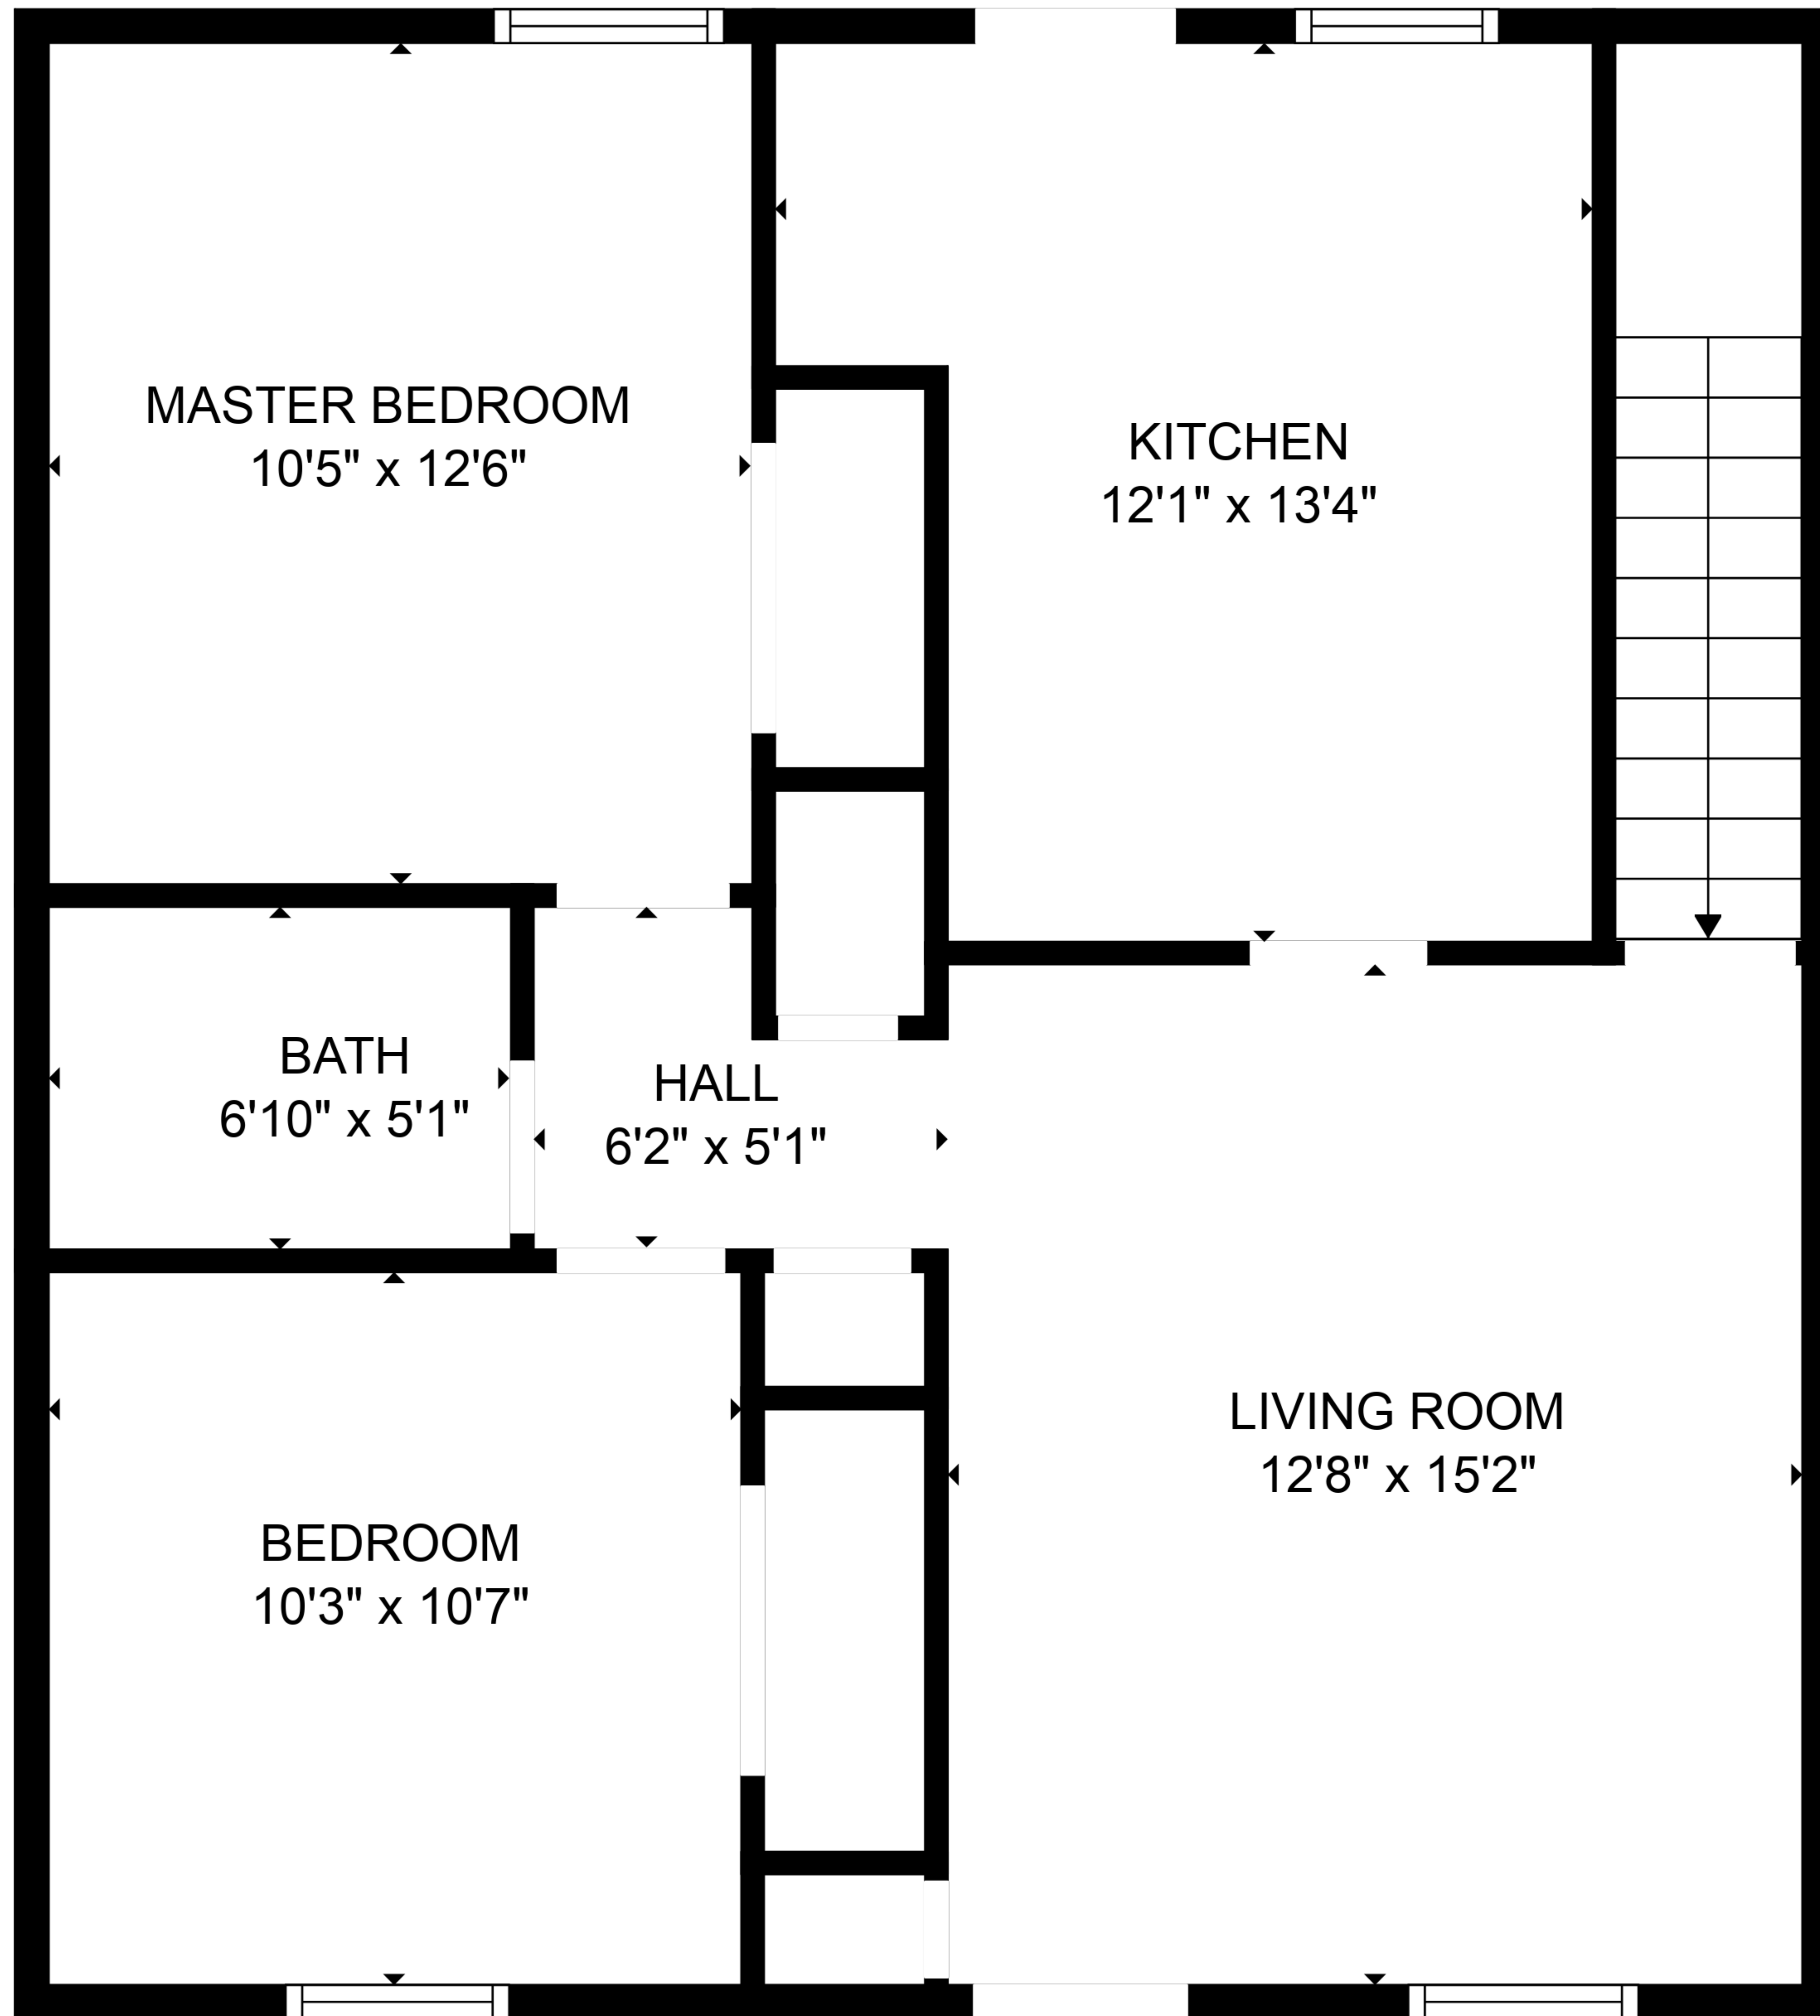 MASTER BEDROOM
10'5" x 12'6"
KITCHEN
12'1" x 13'4"
BATH
6'10" x 5'1"
HALL
6'2" x 5'1"
LIVING ROOM
12'8" x 15'2"
BEDROOM
10'3" x 10'7"